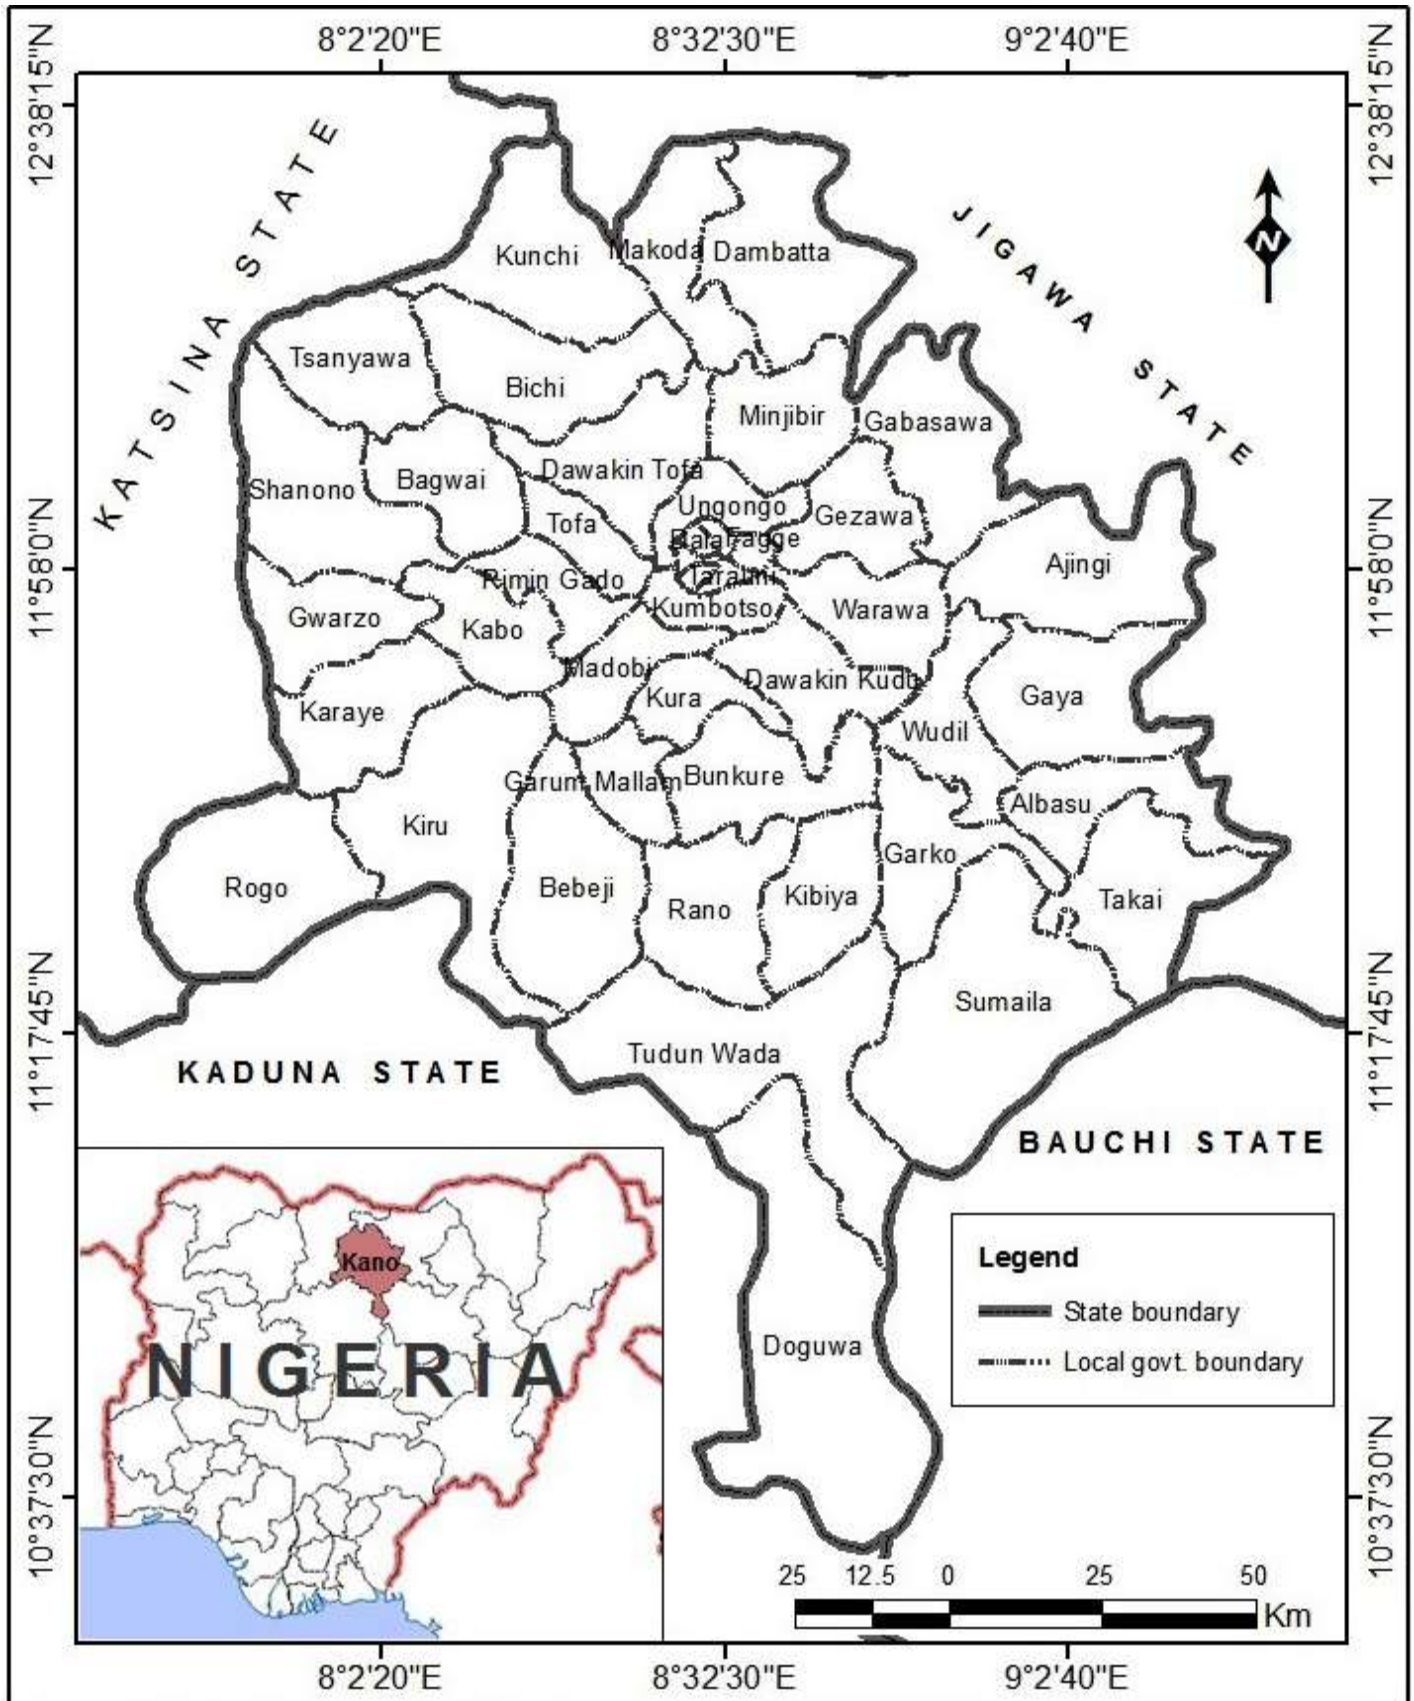 8°2'20"E 8°32'30"E 9°2'40"E
12°38'15"N
12°38'15"N
KATSINA STATE
JIGAWA STATE
N
Kunchi
Makoda
Dambatta
Tsanyawa
Bichi
Minjibir
Gabasawa
Shanono
Bagwai
Dawakin Tofa
Ungongo
Tofa
Gezawa
Fagge
11°58'0"N
11°58'0"N
Ajingi
Rimin Gado
Gwarzo
Kabo
Kumbotso
Warawa
Madobi
Dawakin Kudu
Karaye
Kura
Gaya
Wudil
Garum Mallam
Bunkure
Albasu
Kiru
Garko
Rogo
Bebeji
Rano
Kibiya
Takai
Sumaila
11°17'45"N
11°17'45"N
Tudun Wada
KADUNA STATE
BAUCHI STATE
Kano
NIGERIA
Doguwa
Legend
State boundary
Local govt. boundary
10°37'30"N
10°37'30"N
25 12.5 0 25 50
Km
8°2'20"E 8°32'30"E 9°2'40"E